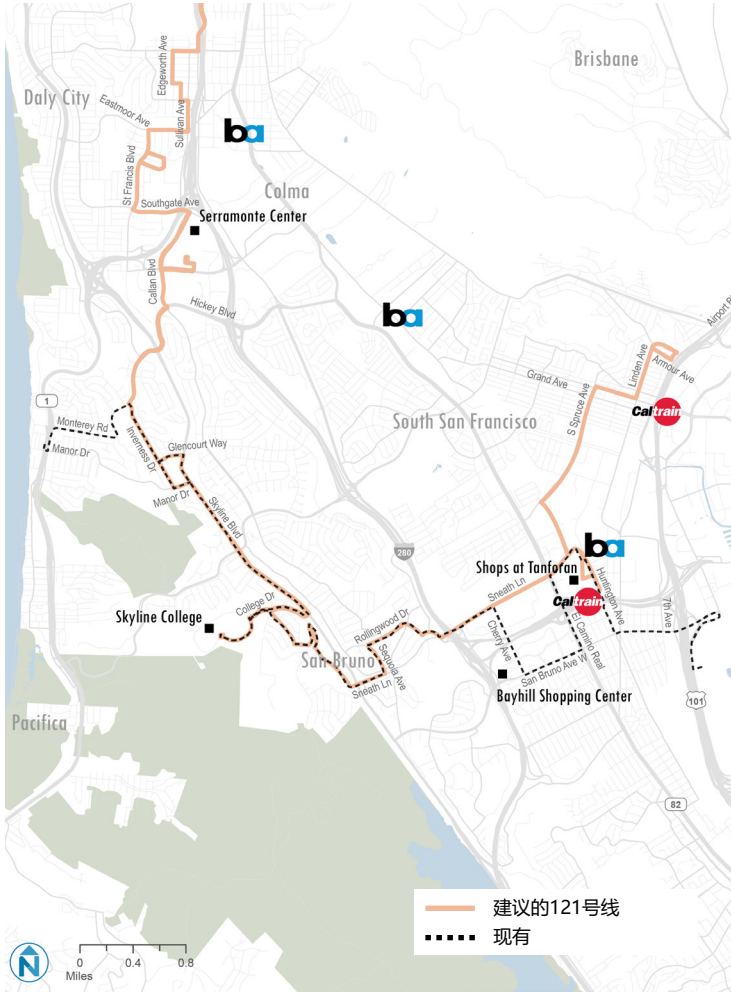 Brisbane
Edgeworth Ave
Daly City
Eastmoor Ave
Sullivan Ave
ba
St Francis Blvd
Colma
Southgate Ave
Serramonte Center
Callan Blvd
Hickey Blvd
ba
Airport B
Linden Ave
Armour Ave
Grand Ave
S Spruce Ave
Caltrain
1
South San Francisco
Monterey Rd
Inverness Dr
Glencourt Way
Manor Dr
Manor Dr
Skyline Blvd
280
ba
Shops at Tanforan
Sneath Ln
Huntington Ave
Caltrain
College Dr
Skyline College
Rollingwood Dr
El Camino Real
7th Ave
Cherry Ave
San Bruno
Sequoia Ave
San Bruno Ave W
Sneath Ln
Bayhill Shopping Center
101
Pacifica
82
建议的121号线
现有
N
0 0.4 0.8
Miles